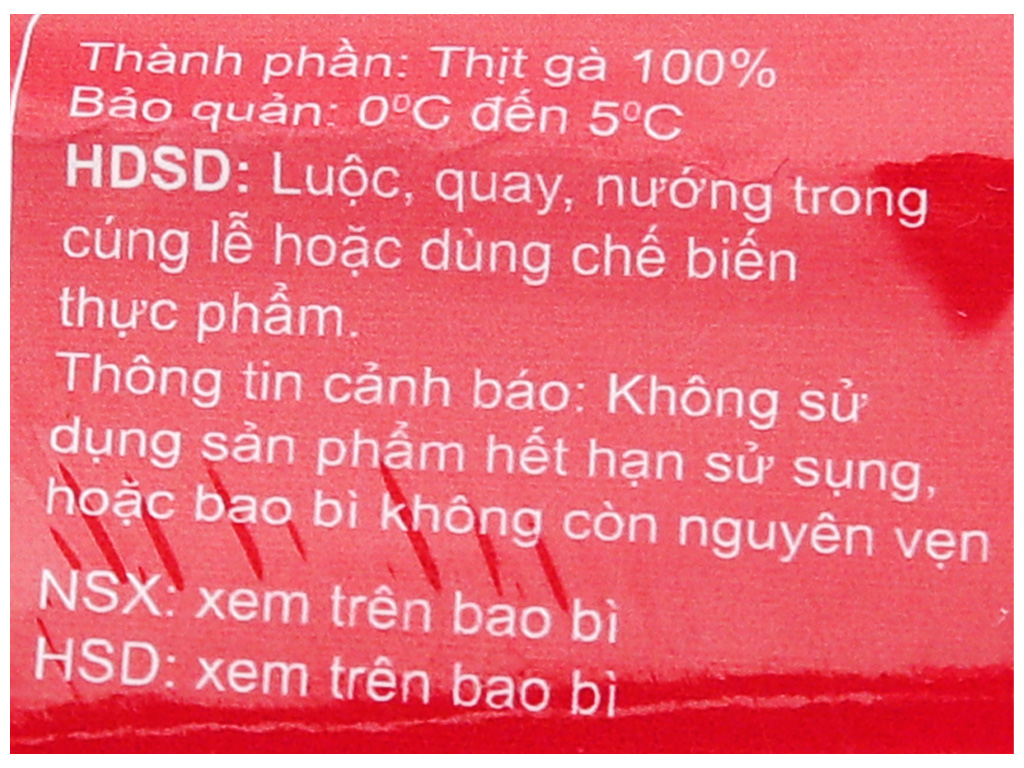 Thành phần: Thịt gà 100%
Bảo quản: 0⁰C đến 5⁰C
HDSD: Luộc, quay, nướng trong
cúng lễ hoặc dùng chế biến
thực phẩm.
Thông tin cảnh báo: Không sử
dụng sản phẩm hết hạn sử sụng,
hoặc bao bì không còn nguyên vẹn
NSX: xem trên bao bì
HSD: xem trên bao bì